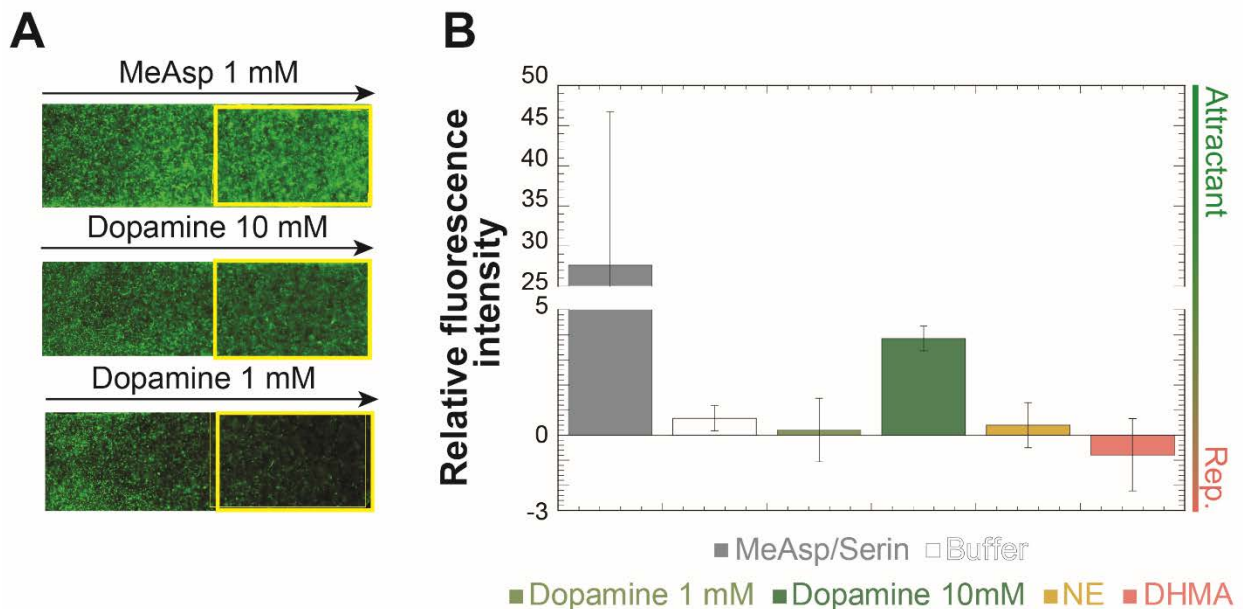 A
MeAsp 1 mM
Dopamine 10 mM
Dopamine 1 mM
B
Relative fluorescence
intensity
50
45
40
35
30
25
5
0
-3
Attractant
Rep.
MeAsp/Serin Buffer
Dopamine 1 mM Dopamine 10mM NE DHMA